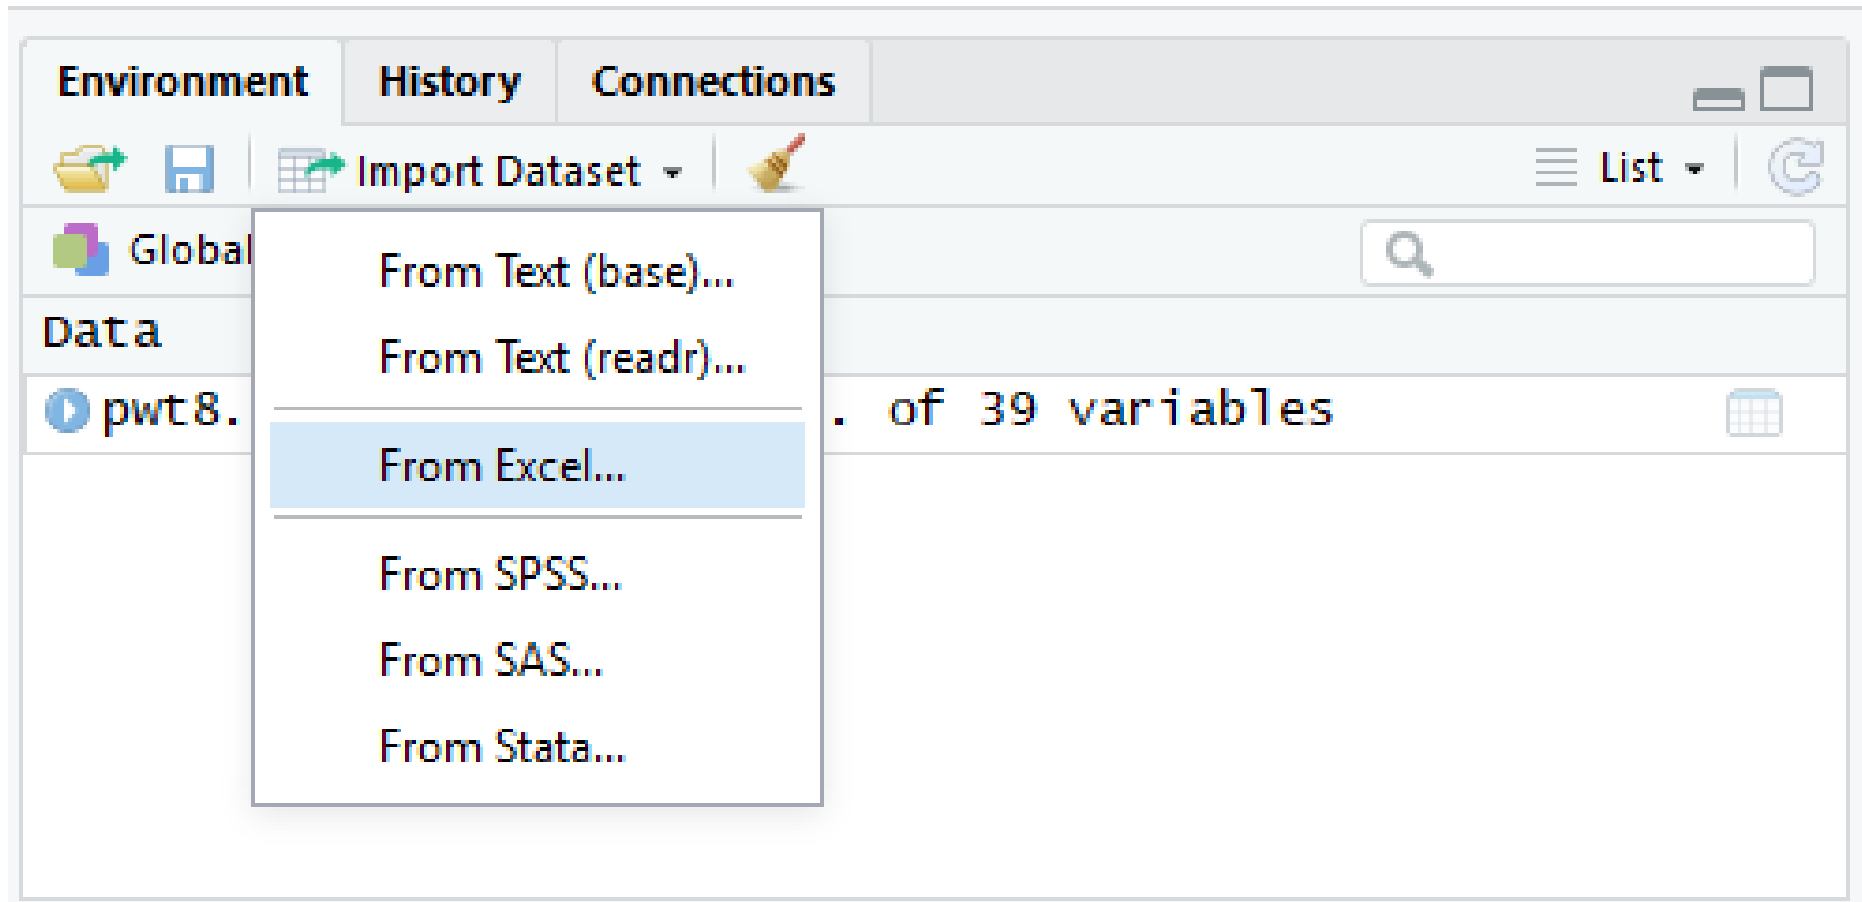 Environment History Connections
Import Dataset List
Global
From Text (base)...
Data
From Text (readr)...
pwt8. . of 39 variables
From Excel...
From SPSS...
From SAS...
From Stata...